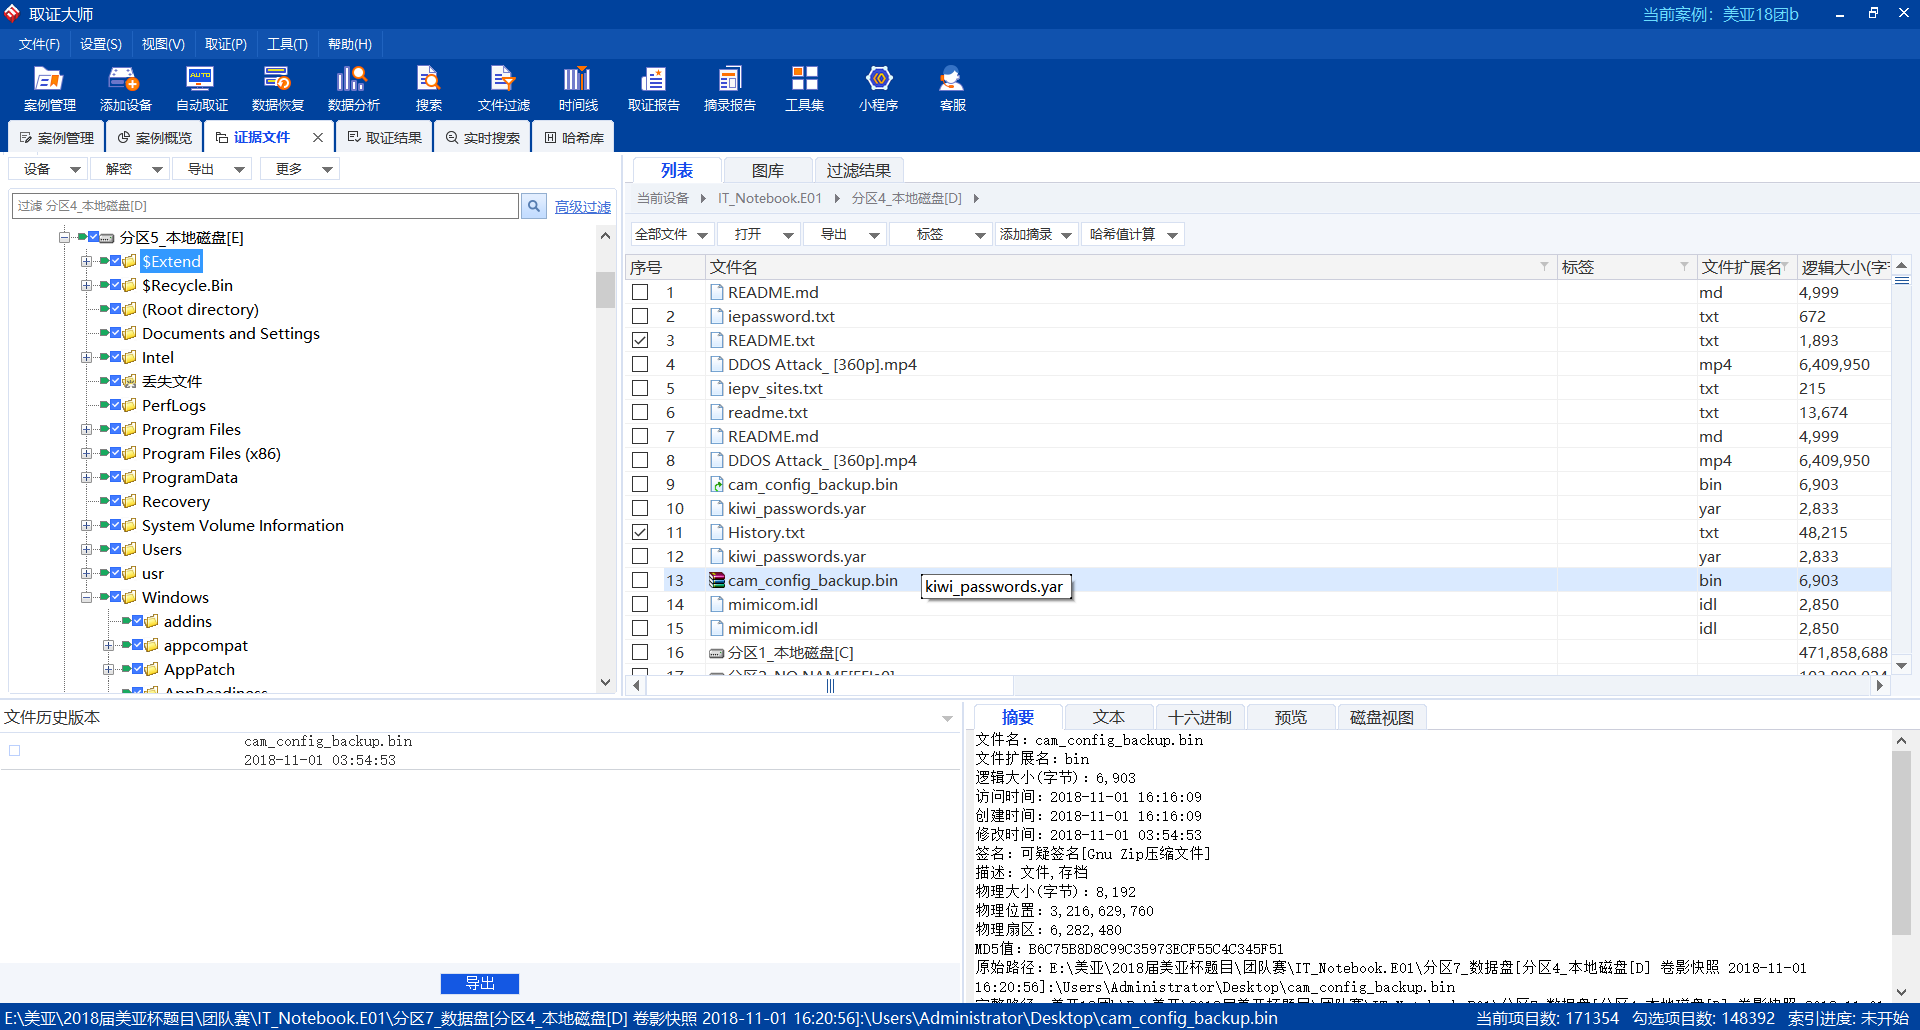 取证大师
当前案例：美亚18团b
文件(F) 设置(S) 视图(V) 取证(P) 工具(T) 帮助(H)
AUTO
案例管理 添加设备 自动取证 数据恢复 数据分析 搜索 文件过滤 时间线 取证报告 摘录报告 工具集 小程序 客服
案例管理 案例概览 证据文件 取证结果 实时搜索 哈希库
设备 解密 导出 更多
过滤 分区4_本地磁盘[D]
高级过滤
分区5_本地磁盘[E]
$Extend
$Recycle.Bin
(Root directory)
Documents and Settings
Intel
丢失文件
PerfLogs
Program Files
Program Files (x86)
ProgramData
Recovery
System Volume Information
Users
usr
Windows
addins
appcompat
AppPatch
AppReadiness
列表 图库 过滤结果
当前设备 IT_Notebook.E01 分区4_本地磁盘[D]
全部文件 打开 导出 标签 添加摘录 哈希值计算
序号 文件名 标签 文件扩展名 逻辑大小(字
1 README.md md 4,999
2 iepassword.txt txt 672
3 README.txt txt 1,893
4 DDOS Attack_ [360p].mp4 mp4 6,409,950
5 iepv_sites.txt txt 215
6 readme.txt txt 13,674
7 README.md md 4,999
8 DDOS Attack_ [360p].mp4 mp4 6,409,950
9 cam_config_backup.bin bin 6,903
10 kiwi_passwords.yar yar 2,833
11 History.txt txt 48,215
12 kiwi_passwords.yar yar 2,833
13 cam_config_backup.bin bin 6,903
kiwi_passwords.yar
14 mimicom.idl idl 2,850
15 mimicom.idl idl 2,850
16 分区1_本地磁盘[C] 471,858,688
文件历史版本
cam_config_backup.bin
2018-11-01 03:54:53
导出
摘要 文本 十六进制 预览 磁盘视图
文件名：cam_config_backup.bin
文件扩展名：bin
逻辑大小(字节)：6,903
访问时间：2018-11-01 16:16:09
创建时间：2018-11-01 16:16:09
修改时间：2018-11-01 03:54:53
签名：可疑签名[Gnu Zip压缩文件]
描述：文件,存档
物理大小(字节)：8,192
物理位置：3,216,629,760
物理扇区：6,282,480
MD5值：B6C75B8D8C99C35973ECF55C4C345F51
原始路径：E:\美亚\2018届美亚杯题目\团队赛\IT_Notebook.E01\分区7_数据盘[分区4_本地磁盘[D] 卷影快照 2018-11-01
16:20:56]:\Users\Administrator\Desktop\cam_config_backup.bin
E:\美亚\2018届美亚杯题目\团队赛\IT_Notebook.E01\分区7_数据盘[分区4_本地磁盘[D] 卷影快照 2018-11-01 16:20:56]:\Users\Administrator\Desktop\cam_config_backup.bin
当前项目数: 171354 勾选项目数: 148392 索引进度: 未开始